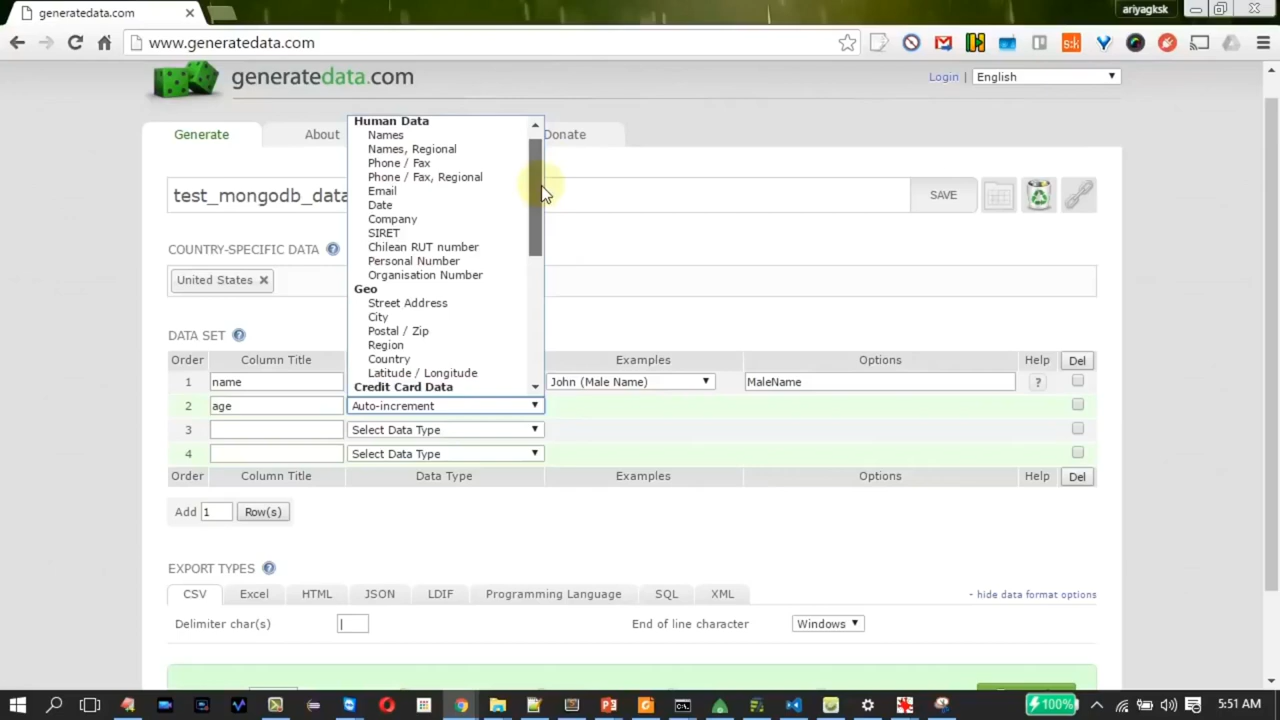 generatedata.com
ariyagksk
www.generatedata.com
generatedata.com
Login | English
Generate
About
Donate
Human Data
Names
Names, Regional
Phone / Fax
Phone / Fax, Regional
Email
Date
Company
SIRET
Chilean RUT number
Personal Number
Organisation Number
Geo
Street Address
City
Postal / Zip
Region
Country
Latitude / Longitude
Credit Card Data
test_mongodb_data
SAVE
COUNTRY-SPECIFIC DATA ?
United States ×
DATA SET ?
Order Column Title Examples Options Help Del
1 name John (Male Name) MaleName ?
2 age Auto-increment
3 Select Data Type
4 Select Data Type
Order Column Title Data Type Examples Options Help Del
Add 1 Row(s)
EXPORT TYPES ?
CSV Excel HTML JSON LDIF Programming Language SQL XML - hide data format options
Delimiter char(s) | End of line character Windows
100% 5:51 AM